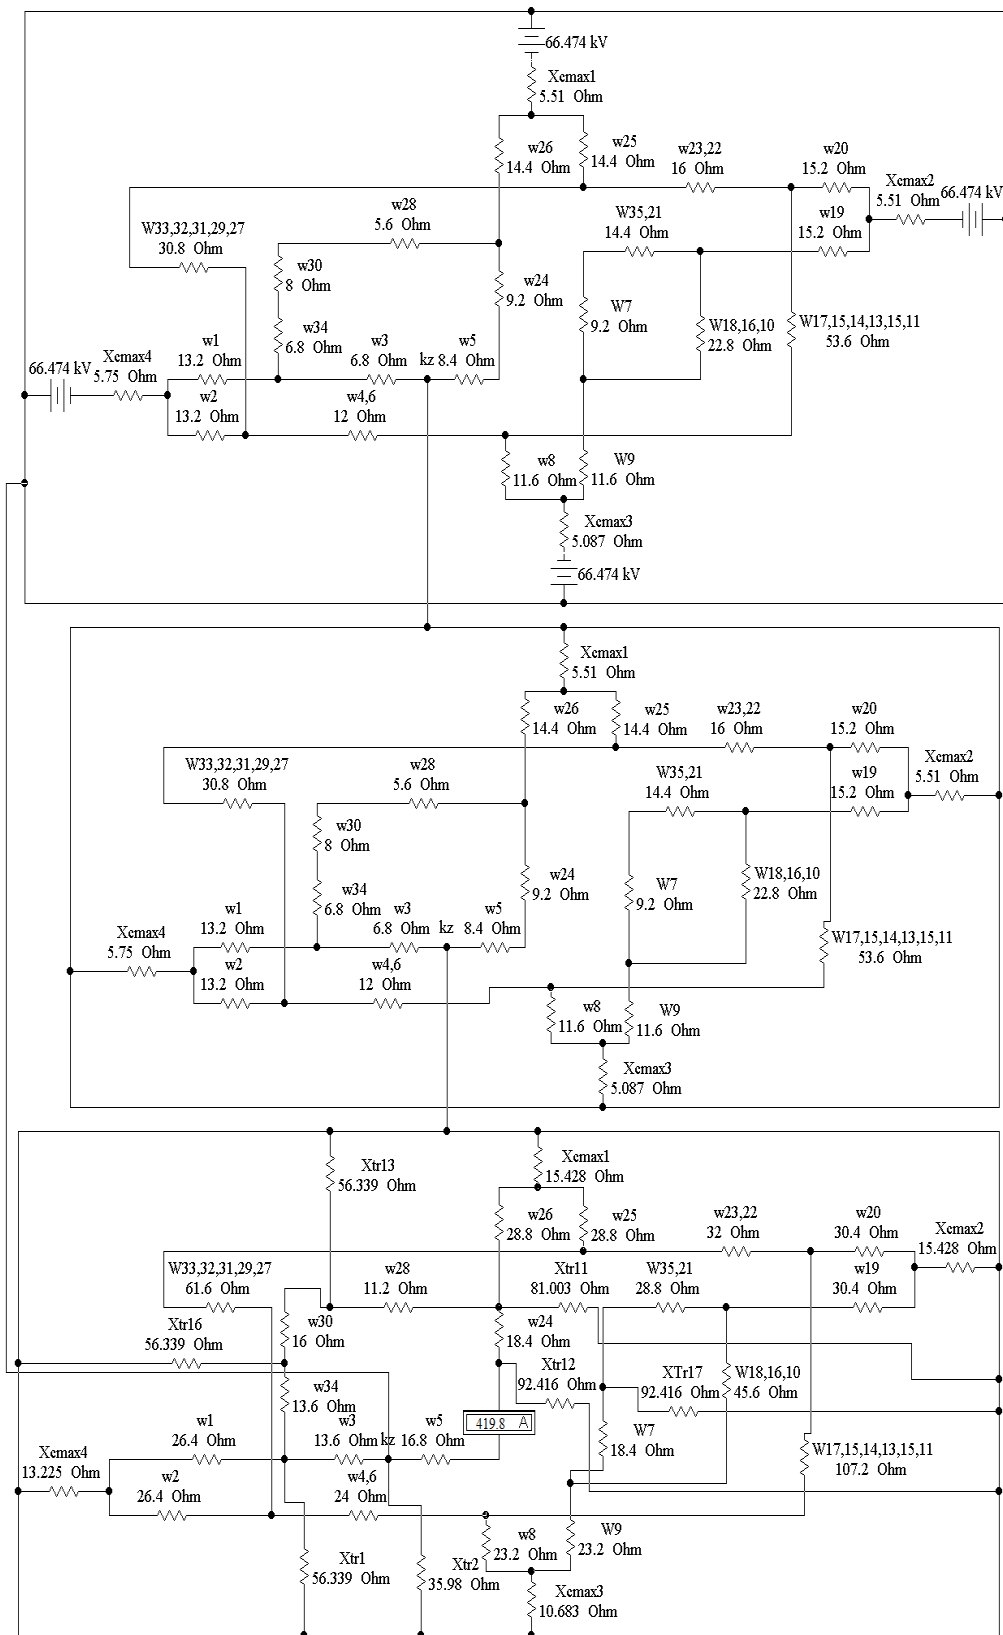 66.474 kV
Xcmax1
5.51 Ohm
w26
14.4 Ohm
w25
14.4 Ohm
w23,22
16 Ohm
w20
15.2 Ohm
Xcmax2
5.51 Ohm
66.474 kV
w28
5.6 Ohm
W35,21
14.4 Ohm
w19
15.2 Ohm
W33,32,31,29,27
30.8 Ohm
w30
8 Ohm
w24
9.2 Ohm
W7
9.2 Ohm
W18,16,10
22.8 Ohm
W17,15,14,13,15,11
53.6 Ohm
w34
6.8 Ohm
w1
13.2 Ohm
w3
6.8 Ohm
kz
w5
8.4 Ohm
66.474 kV
Xcmax4
5.75 Ohm
w2
13.2 Ohm
w4,6
12 Ohm
w8
11.6 Ohm
W9
11.6 Ohm
Xcmax3
5.087 Ohm
66.474 kV
Xcmax1
5.51 Ohm
w26
14.4 Ohm
w25
14.4 Ohm
w23,22
16 Ohm
w20
15.2 Ohm
Xcmax2
5.51 Ohm
W33,32,31,29,27
30.8 Ohm
w28
5.6 Ohm
W35,21
14.4 Ohm
w19
15.2 Ohm
w30
8 Ohm
w24
9.2 Ohm
W7
9.2 Ohm
W18,16,10
22.8 Ohm
w34
6.8 Ohm
w1
13.2 Ohm
w3
6.8 Ohm
kz
w5
8.4 Ohm
Xcmax4
5.75 Ohm
W17,15,14,13,15,11
53.6 Ohm
w2
13.2 Ohm
w4,6
12 Ohm
w8
11.6 Ohm
W9
11.6 Ohm
Xcmax3
5.087 Ohm
Xtr13
56.339 Ohm
Xcmax1
15.428 Ohm
w26
28.8 Ohm
w25
28.8 Ohm
w23,22
32 Ohm
w20
30.4 Ohm
Xcmax2
15.428 Ohm
W33,32,31,29,27
61.6 Ohm
w28
11.2 Ohm
Xtr11
81.003 Ohm
W35,21
28.8 Ohm
w19
30.4 Ohm
Xtr16
56.339 Ohm
w30
16 Ohm
w24
18.4 Ohm
Xtr12
92.416 Ohm
XTr17
92.416 Ohm
W18,16,10
45.6 Ohm
w34
13.6 Ohm
419.8 A
W7
18.4 Ohm
w1
26.4 Ohm
w3
13.6 Ohm
kz
w5
16.8 Ohm
W17,15,14,13,15,11
107.2 Ohm
Xcmax4
13.225 Ohm
w2
26.4 Ohm
w4,6
24 Ohm
w8
23.2 Ohm
W9
23.2 Ohm
Xtr1
56.339 Ohm
Xtr2
35.98 Ohm
Xcmax3
10.683 Ohm